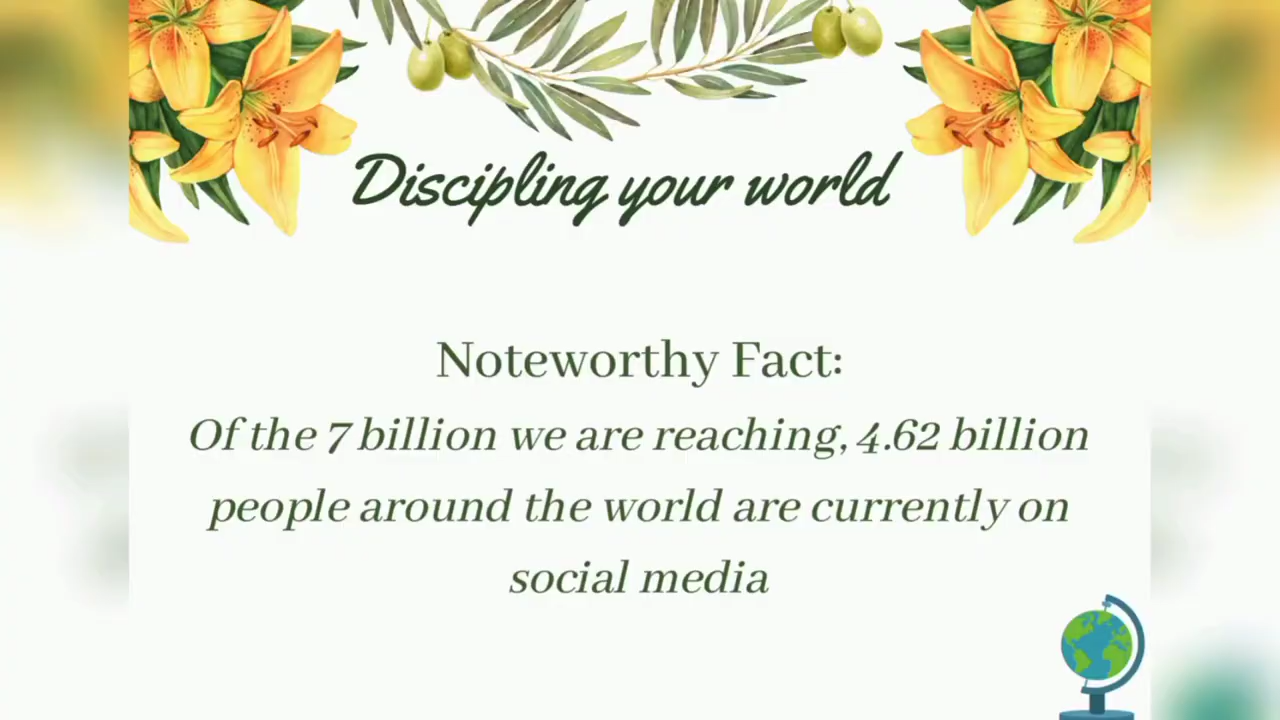 Discipling your world
Noteworthy Fact:
Of the 7 billion we are reaching, 4.62 billion
people around the world are currently on
social media